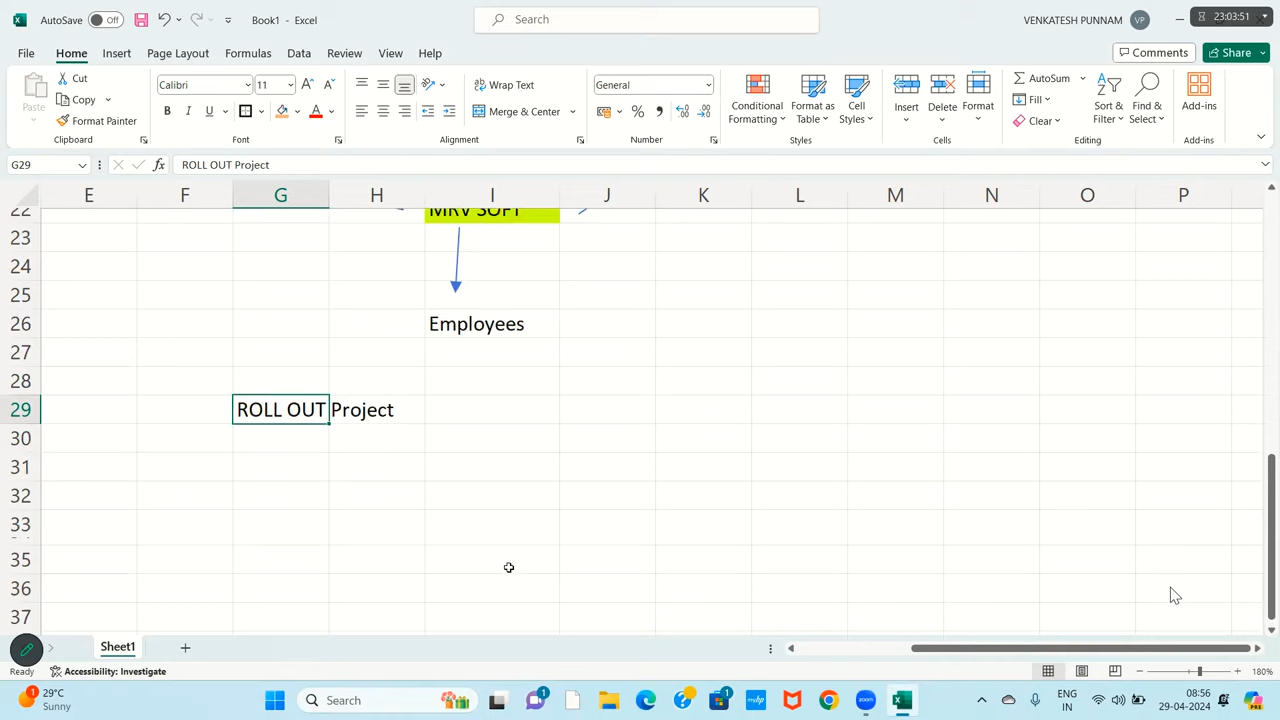 AutoSave Off Book1 - Excel Search VENKATESH PUNNAM VP 23:03:51
File Home Insert Page Layout Formulas Data Review View Help Comments Share
Paste Cut Copy Format Painter Clipboard
Calibri 11 B I U A Font
Wrap Text Merge & Center Alignment
General % Number
Conditional Formatting Format as Table Cell Styles Styles
Insert Delete Format Cells
AutoSum Fill Clear Sort & Filter Find & Select Editing
Add-ins Add-ins
G29 fx ROLL OUT Project
E F G H I J K L M N O P
22 MRV SOFT
23
24
25
26 Employees
27
28
29 ROLL OUT Project
30
31
32
33
35
36
37
Sheet1
Ready Accessibility: Investigate 180%
1 29°C Search 1 1 ENG 08:56
Haze IN 29-04-2024